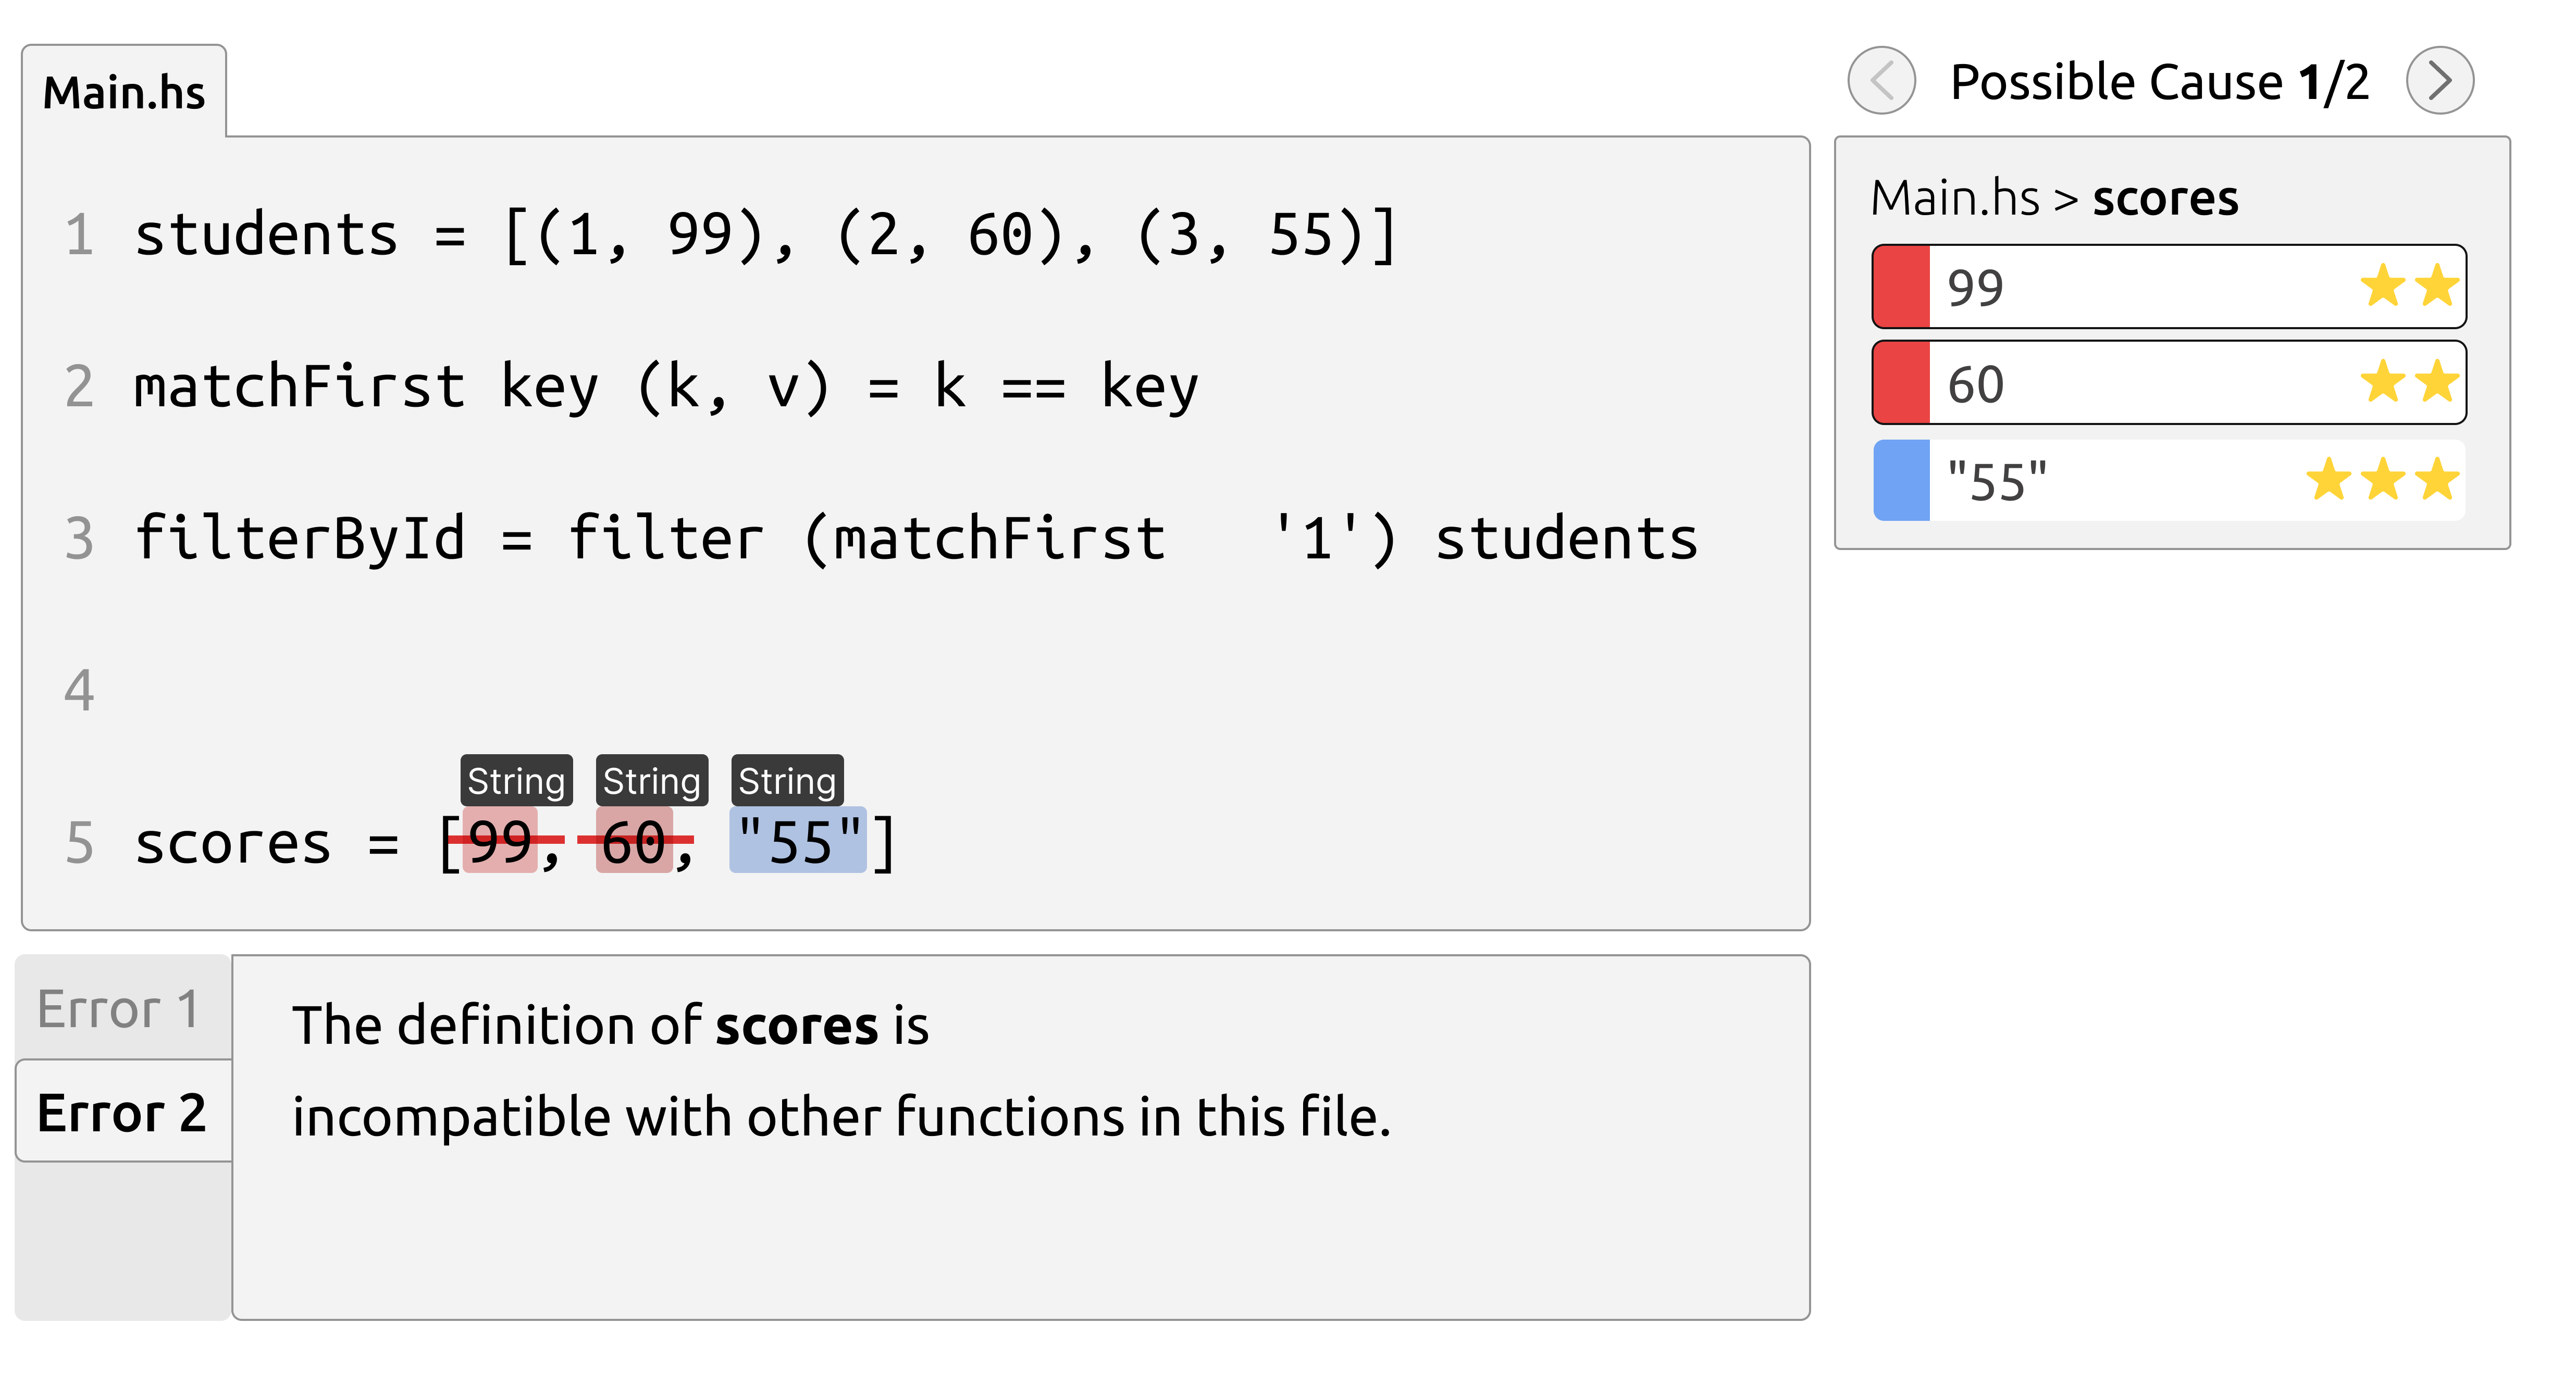 Main.hs
1 students = [(1, 99), (2, 60), (3, 55)]
2 matchFirst key (k, v) = k == key
3 filterById = filter (matchFirst   '1') students
4
String String String
5 scores = [99, 60, "55"]
Error 1
Error 2
The definition of scores is
incompatible with other functions in this file.
Possible Cause 1/2
Main.hs > scores
99
60
"55"